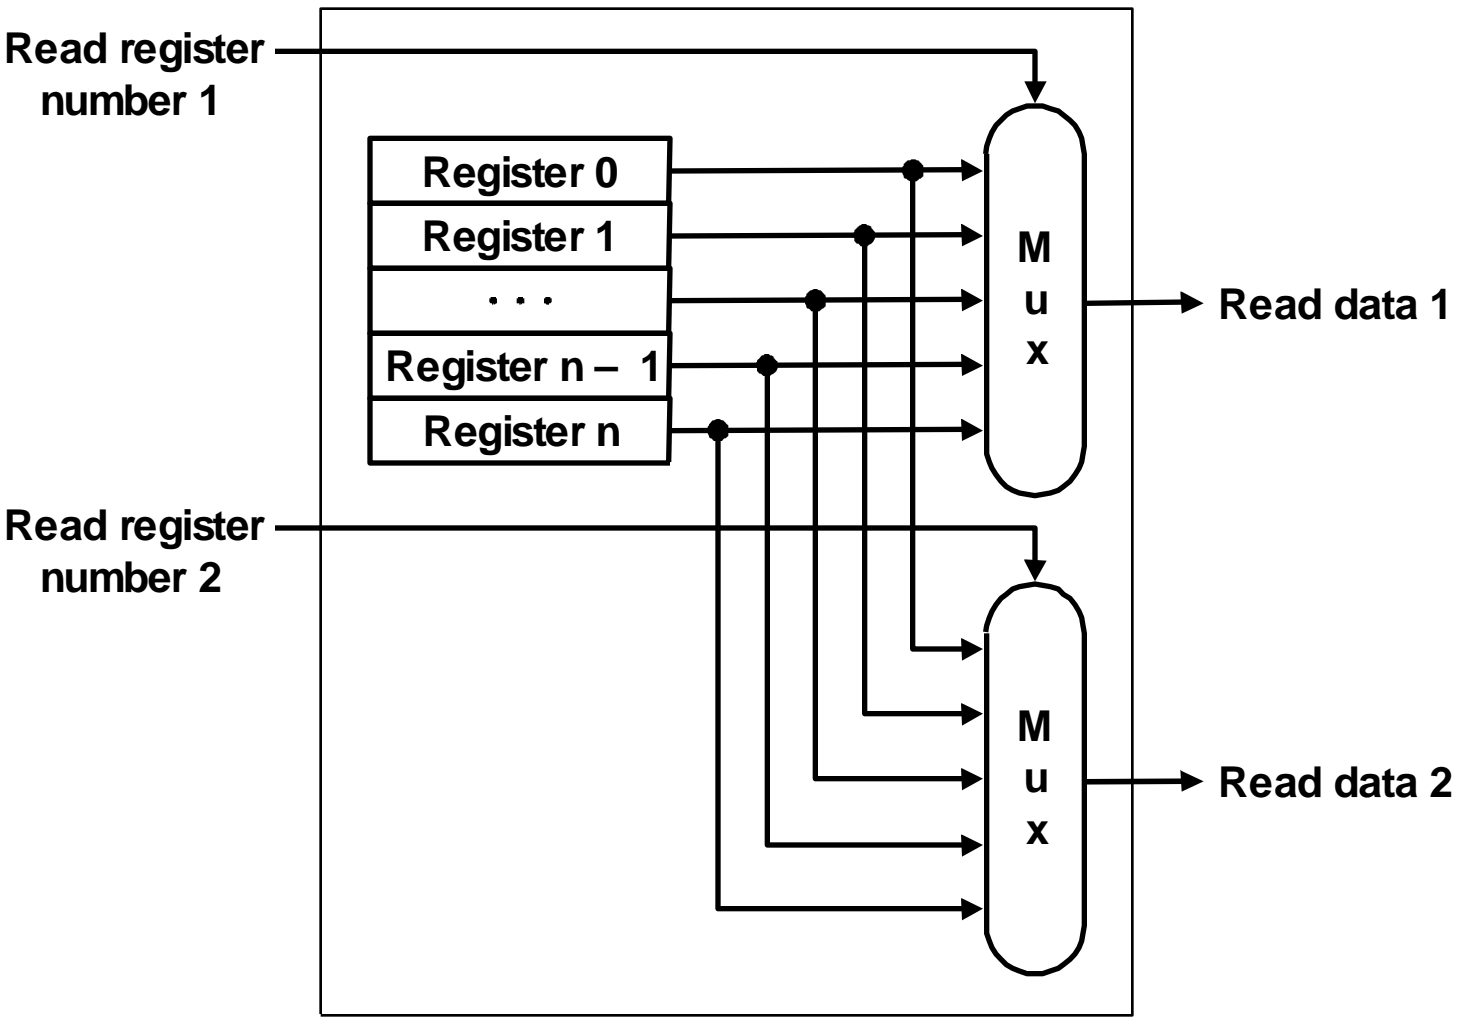 Read register
number 1
Register 0
Register 1
. . .
Register n – 1
Register n
M
u
x
Read data 1
Read register
number 2
M
u
x
Read data 2